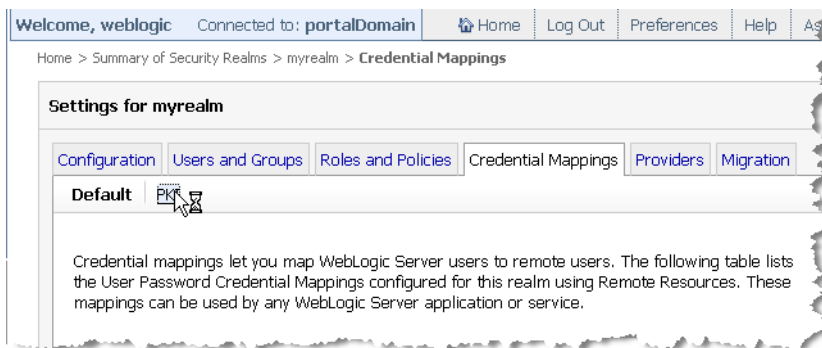 Welcome, weblogic Connected to: portalDomain Home Log Out Preferences Help
Home > Summary of Security Realms > myrealm > Credential Mappings
Settings for myrealm
Configuration Users and Groups Roles and Policies Credential Mappings Providers Migration
Default
Credential mappings let you map WebLogic Server users to remote users. The following table lists
the User Password Credential Mappings configured for this realm using Remote Resources. These
mappings can be used by any WebLogic Server application or service.